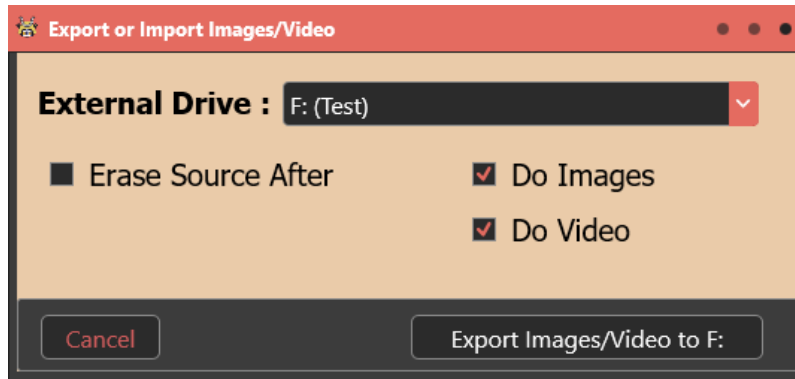 Export or Import Images/Video
External Drive : F: (Test)
Erase Source After
Do Images
Do Video
Cancel
Export Images/Video to F: